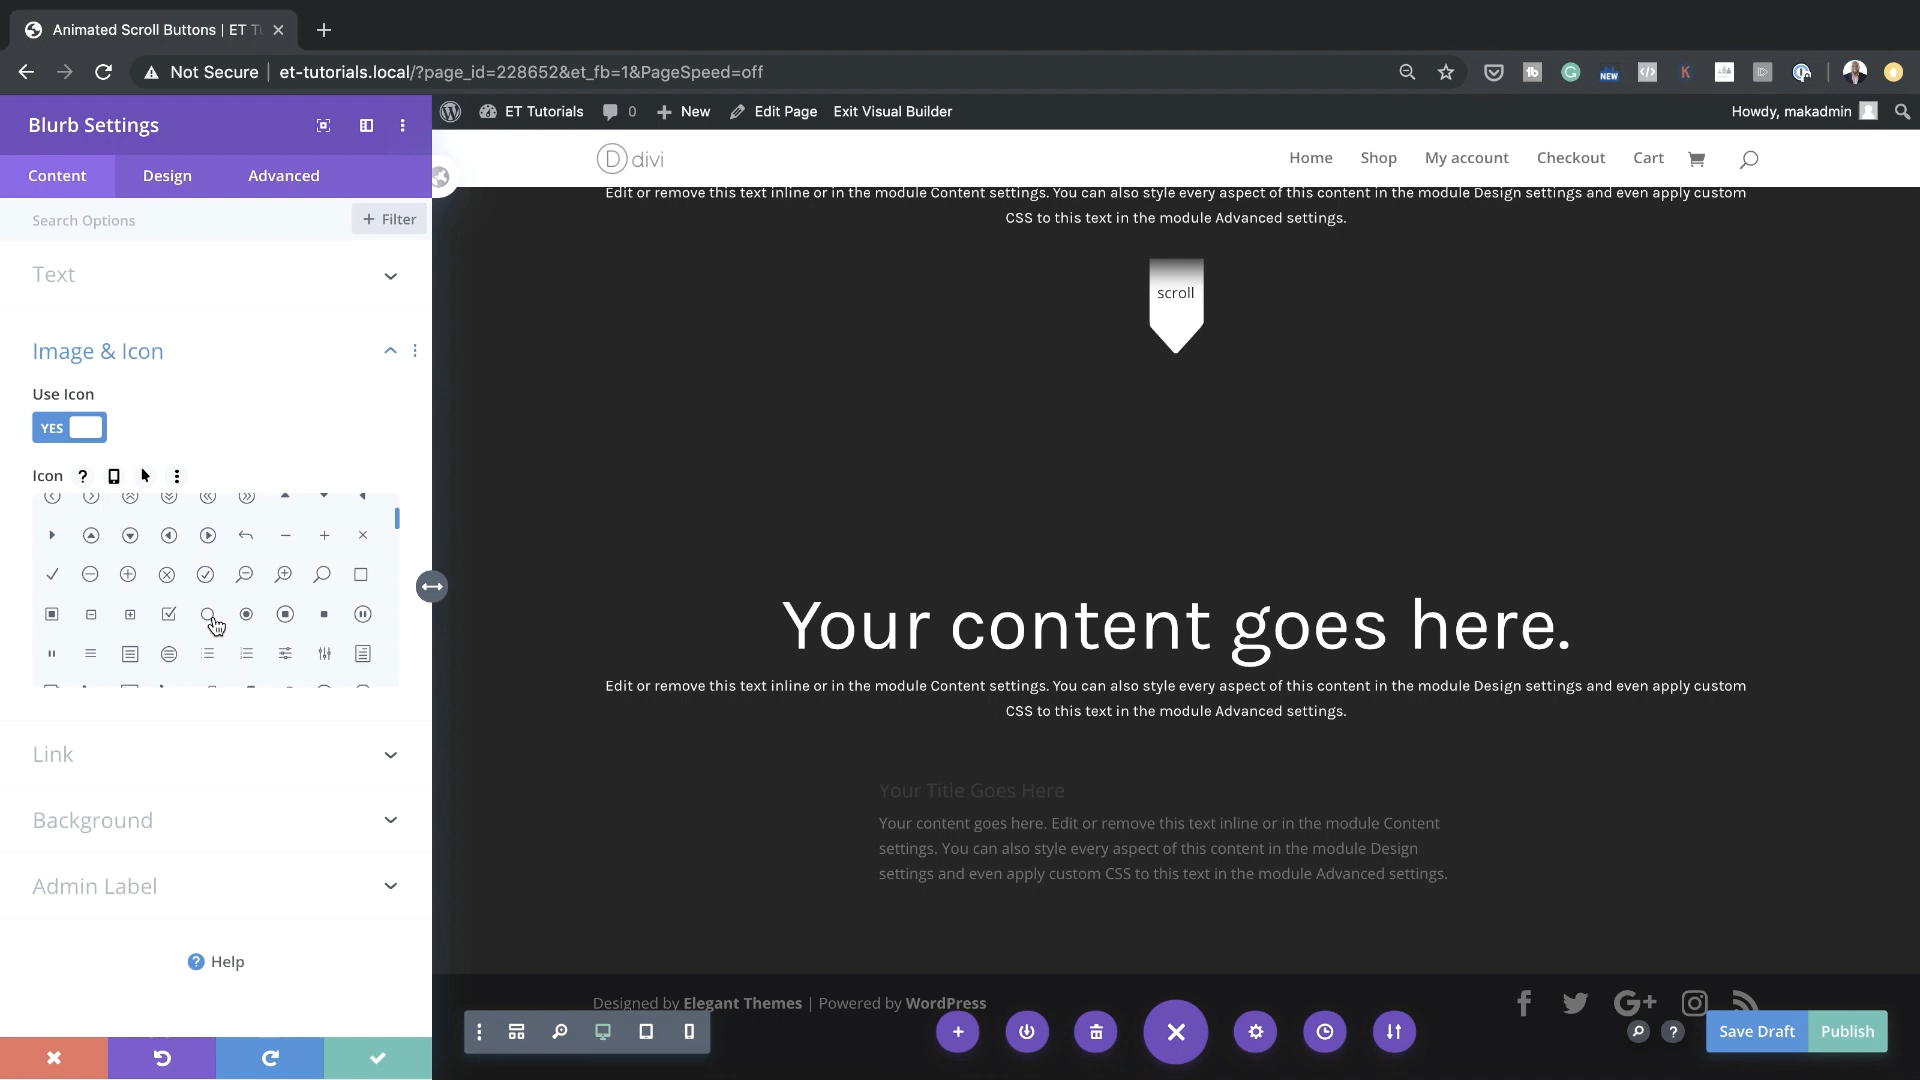 Animated Scroll Buttons | ET T
Not Secure | et-tutorials.local/?page_id=228652&et_fb=1&PageSpeed=off
Blurb Settings
ET Tutorials 0 New Edit Page Exit Visual Builder Howdy, makadmin
Content Design Advanced
divi Home Shop My account Checkout Cart
Search Options + Filter
Edit or remove this text inline or in the module Content settings. You can also style every aspect of this content in the module Design settings and even apply custom
CSS to this text in the module Advanced settings.
Text
scroll
Image & Icon
Use Icon
YES
Icon
Your content goes here.
Edit or remove this text inline or in the module Content settings. You can also style every aspect of this content in the module Design settings and even apply custom
CSS to this text in the module Advanced settings.
Link
Your Title Goes Here
Background
Your content goes here. Edit or remove this text inline or in the module Content
settings. You can also style every aspect of this content in the module Design
settings and even apply custom CSS to this text in the module Advanced settings.
Admin Label
Help
Designed by Elegant Themes | Powered by WordPress
Save Draft Publish